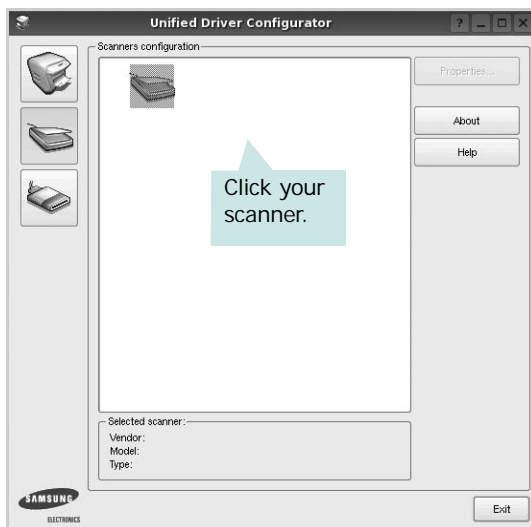 Unified Driver Configurator
?
Scanners configuration
Properties...
About
Help
Click your
scanner.
Selected scanner:
Vendor:
Model:
Type:
SAMSUNG
ELECTRONICS
Exit